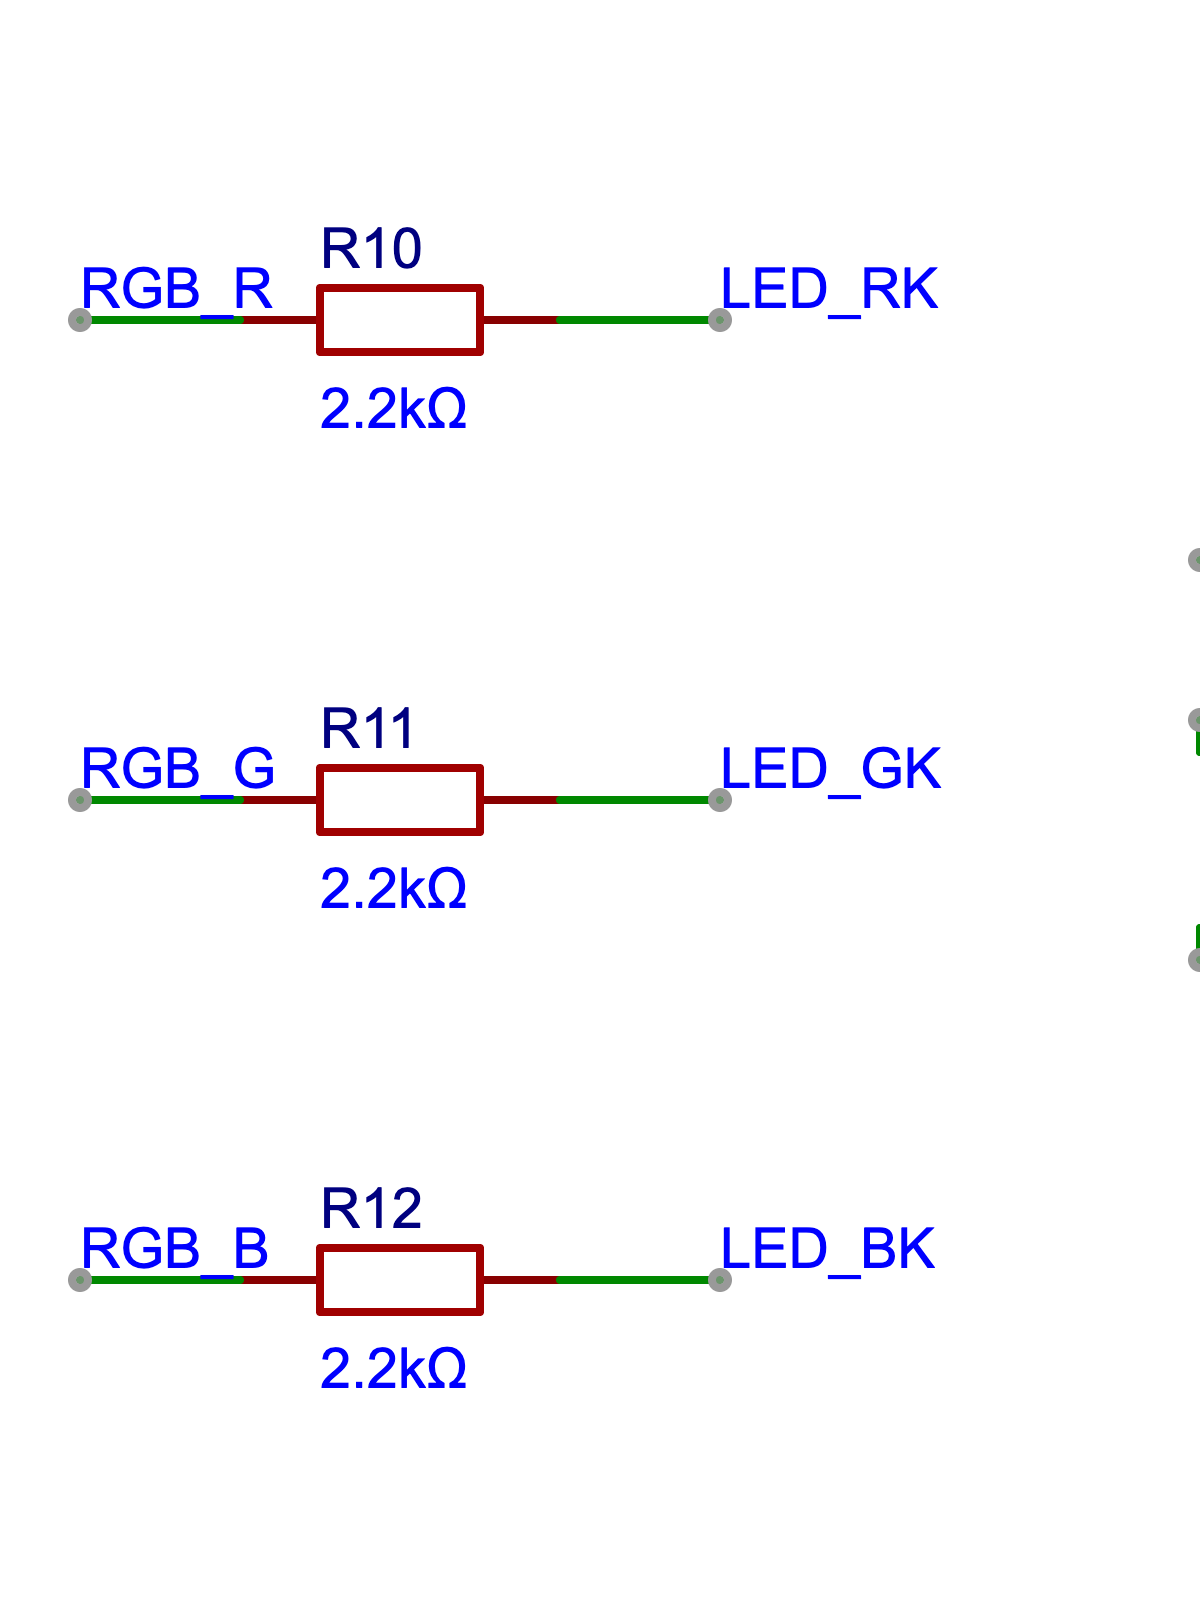 R10
RGB_R
LED_RK
2.2kΩ
R11
RGB_G
LED_GK
2.2kΩ
R12
RGB_B
LED_BK
2.2kΩ